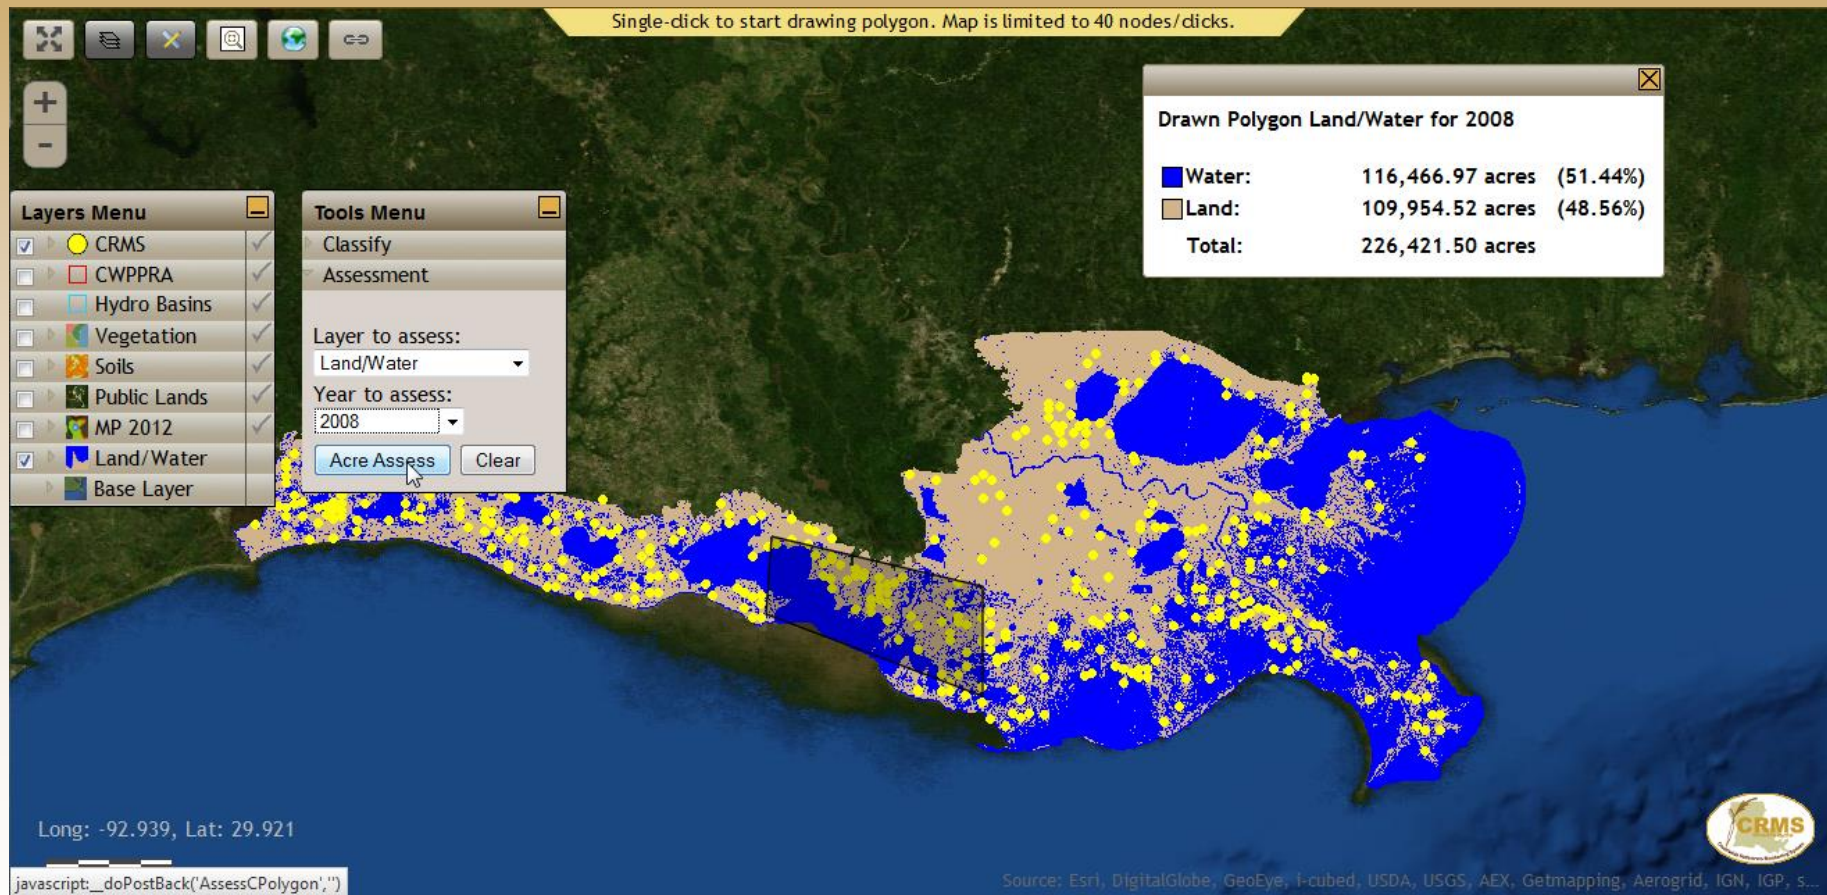 Single-click to start drawing polygon. Map is limited to 40 nodes/clicks.
+
−
Drawn Polygon Land/Water for 2008
Water: 116,466.97 acres (51.44%)
Land: 109,954.52 acres (48.56%)
Total: 226,421.50 acres
Layers Menu
CRMS
CWPPRA
Hydro Basins
Vegetation
Soils
Public Lands
MP 2012
Land/Water
Base Layer
Tools Menu
Classify
Assessment
Layer to assess:
Land/Water
Year to assess:
2008
Acre Assess Clear
Long: -92.939, Lat: 29.921
CRMS
javascript:__doPostBack('AssessCPolygon','')
Source: Esri, DigitalGlobe, GeoEye, i-cubed, USDA, USGS, AEX, Getmapping, Aerogrid, IGN, IGP, s...